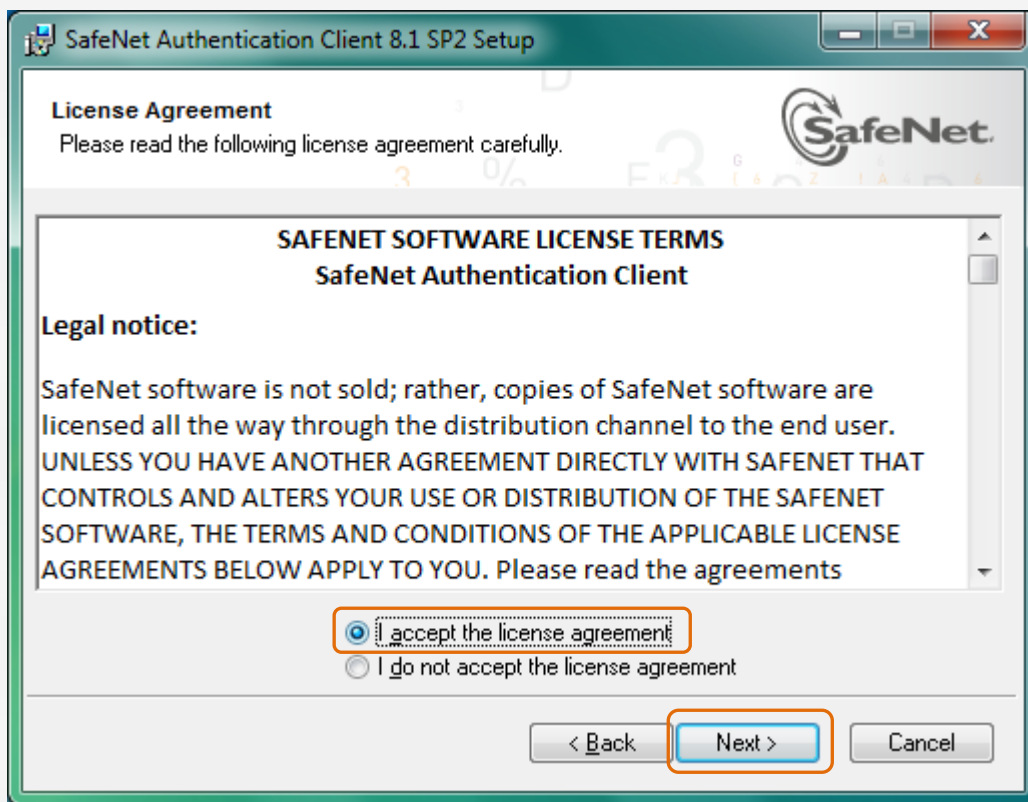 SafeNet Authentication Client 8.1 SP2 Setup
License Agreement
Please read the following license agreement carefully.
SafeNet.
SAFENET SOFTWARE LICENSE TERMS
SafeNet Authentication Client
Legal notice:
SafeNet software is not sold; rather, copies of SafeNet software are
licensed all the way through the distribution channel to the end user.
UNLESS YOU HAVE ANOTHER AGREEMENT DIRECTLY WITH SAFENET THAT
CONTROLS AND ALTERS YOUR USE OR DISTRIBUTION OF THE SAFENET
SOFTWARE, THE TERMS AND CONDITIONS OF THE APPLICABLE LICENSE
AGREEMENTS BELOW APPLY TO YOU. Please read the agreements
I accept the license agreement
I do not accept the license agreement
< Back Next > Cancel